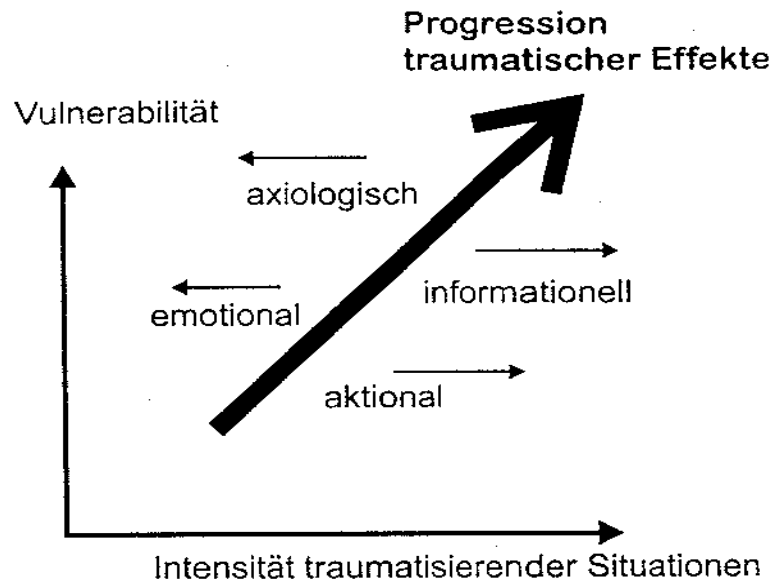 Progression
traumatischer Effekte
Vulnerabilität
axiologisch
informationell
emotional
aktional
Intensität traumatisierender Situationen